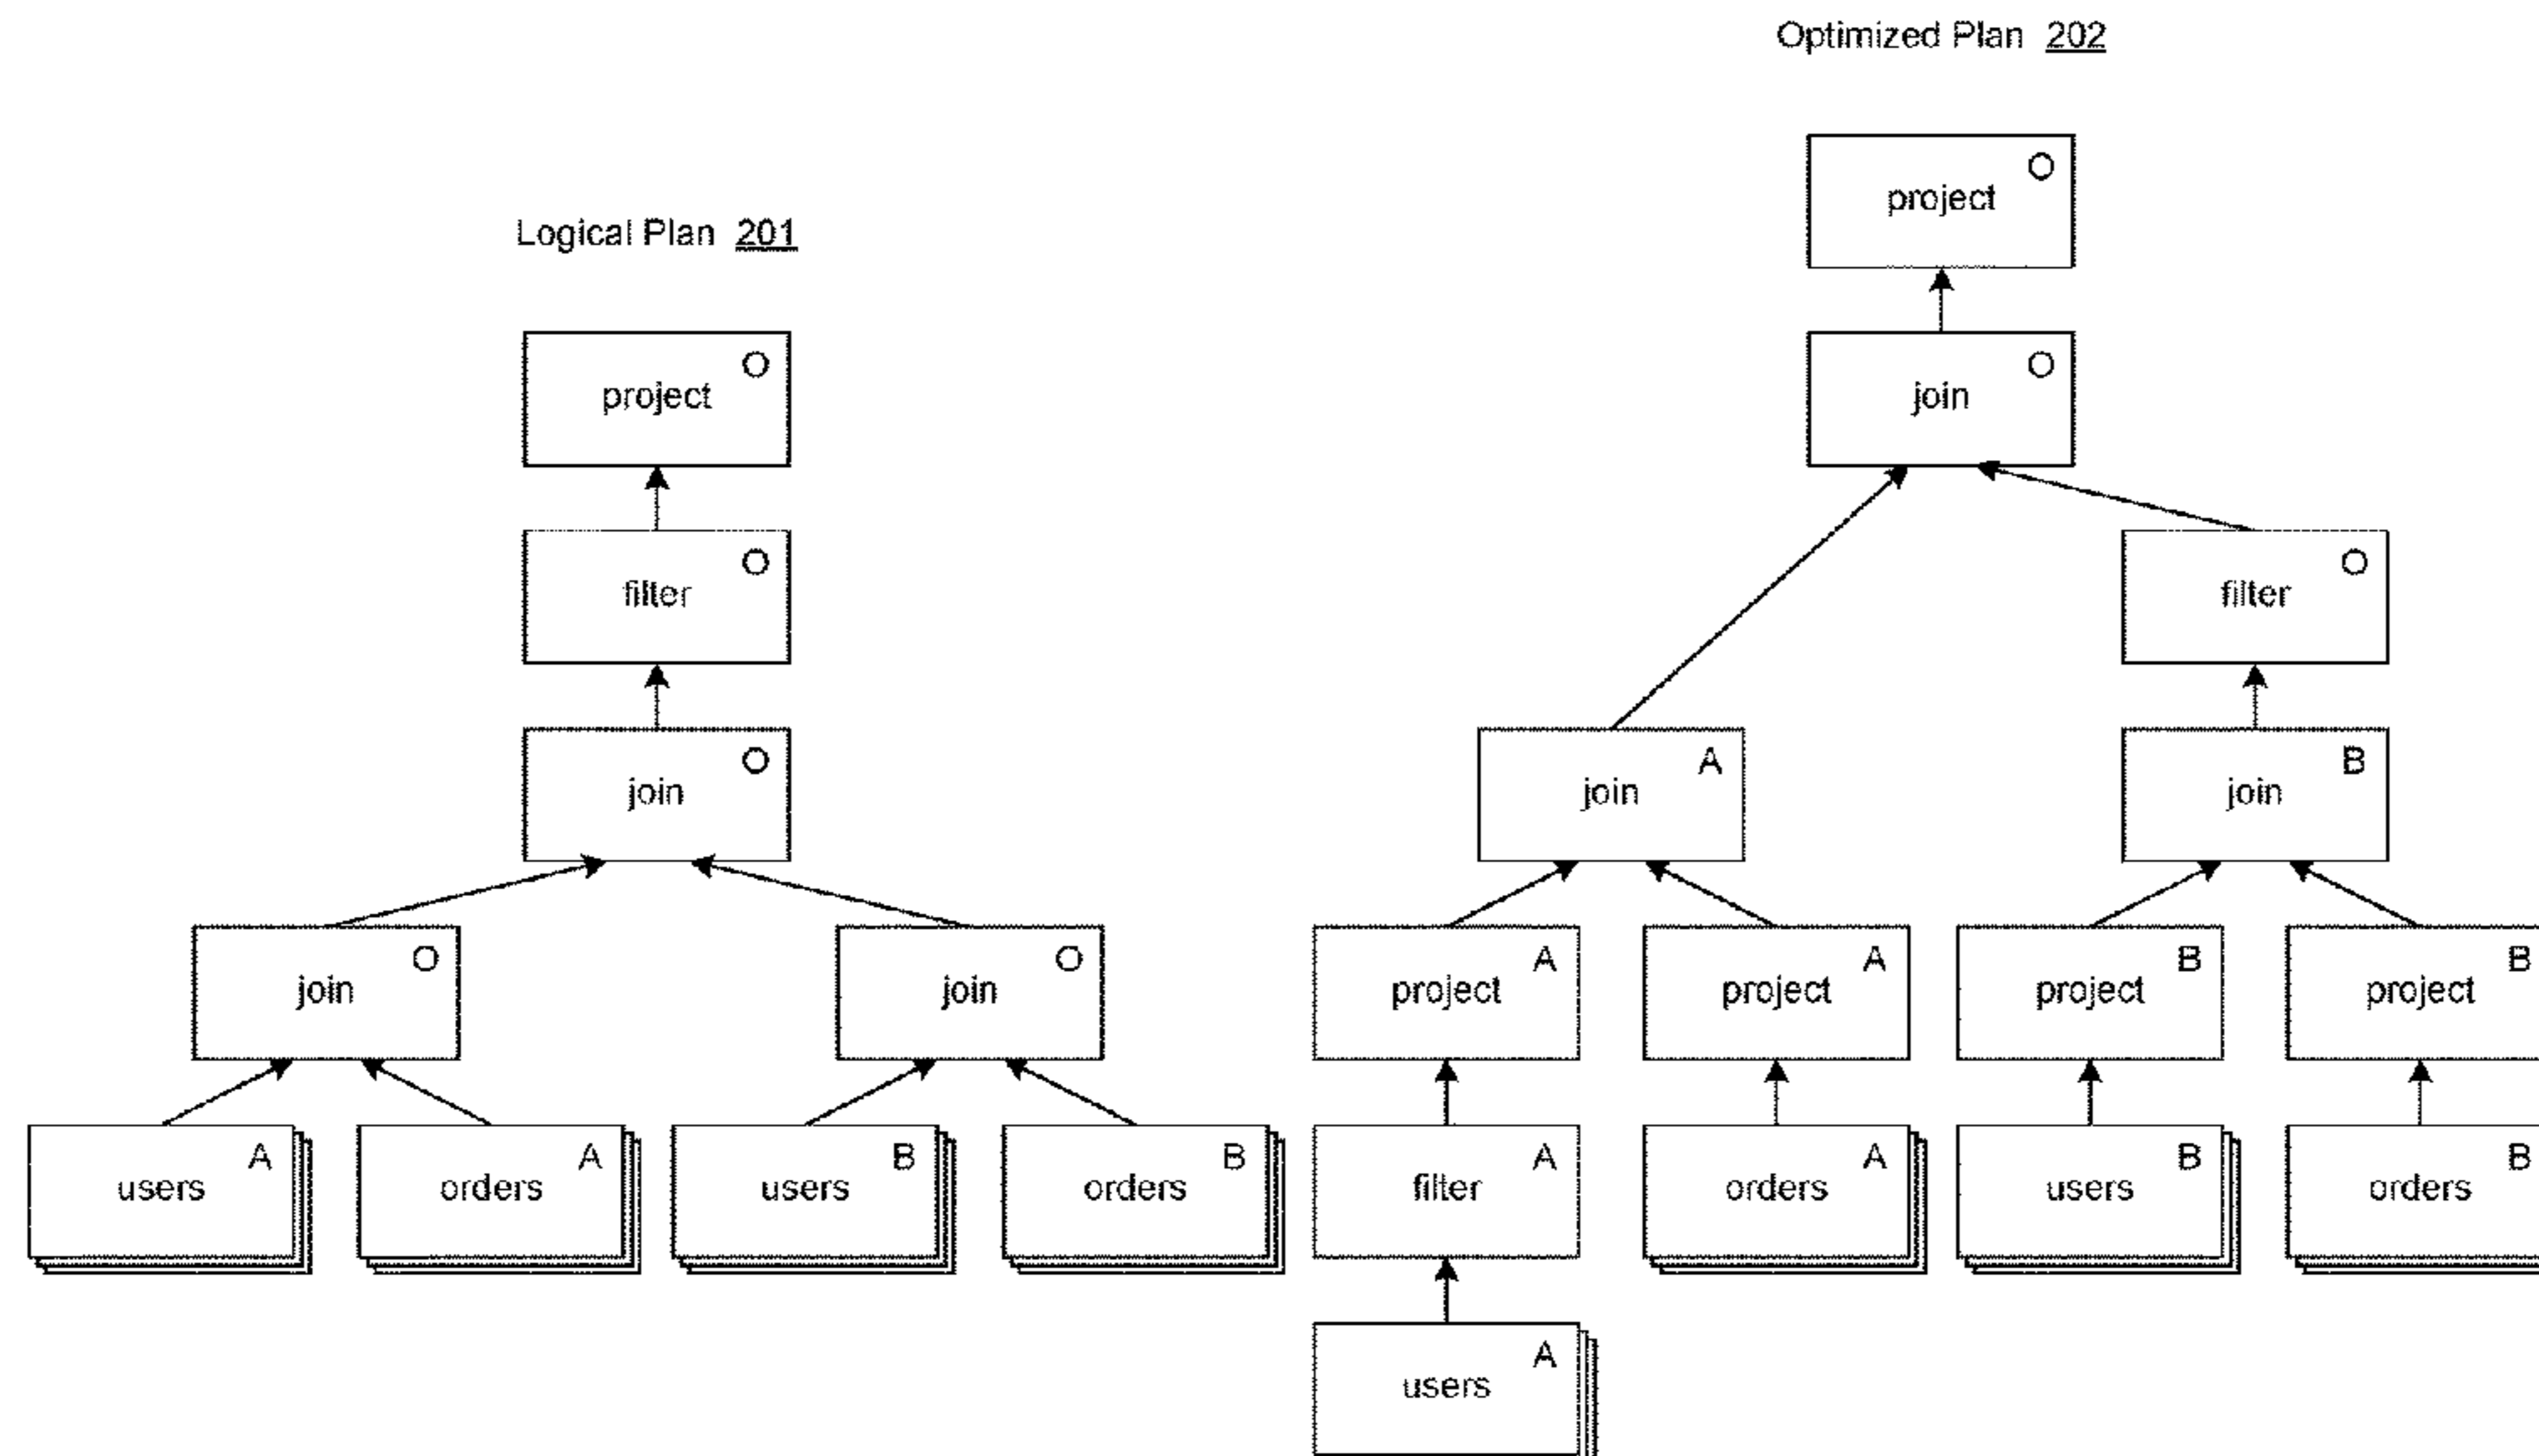 Optimized Plan 202
O
project
Logical Plan 201
O
join
O
project
O
filter
O
filter
O
join
A
join
B
join
O
join
O
join
A
project
A
project
B
project
B
project
A
users
A
orders
B
users
B
orders
A
filter
A
orders
B
users
B
orders
A
users